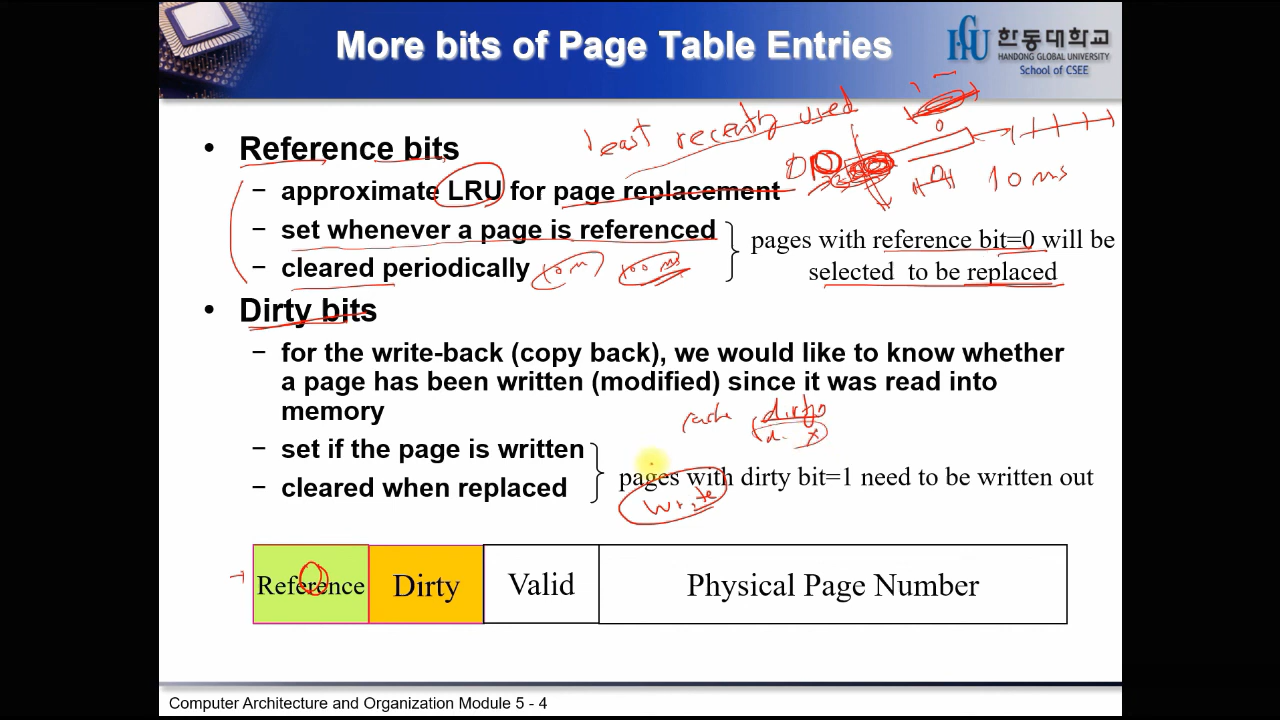 More bits of Page Table Entries
한동대학교
HANDONG GLOBAL UNIVERSITY
School of CSEE
least recently used
• Reference bits
10 ms
– approximate LRU for page replacement
– set whenever a page is referenced
– cleared periodically
100 ms
pages with reference bit=0 will be
selected to be replaced
• Dirty bits
– for the write-back (copy back), we would like to know whether
a page has been written (modified) since it was read into
memory
– set if the page is written
– cleared when replaced
pages with dirty bit=1 need to be written out
write
Reference Dirty Valid Physical Page Number
Computer Architecture and Organization Module 5 - 4